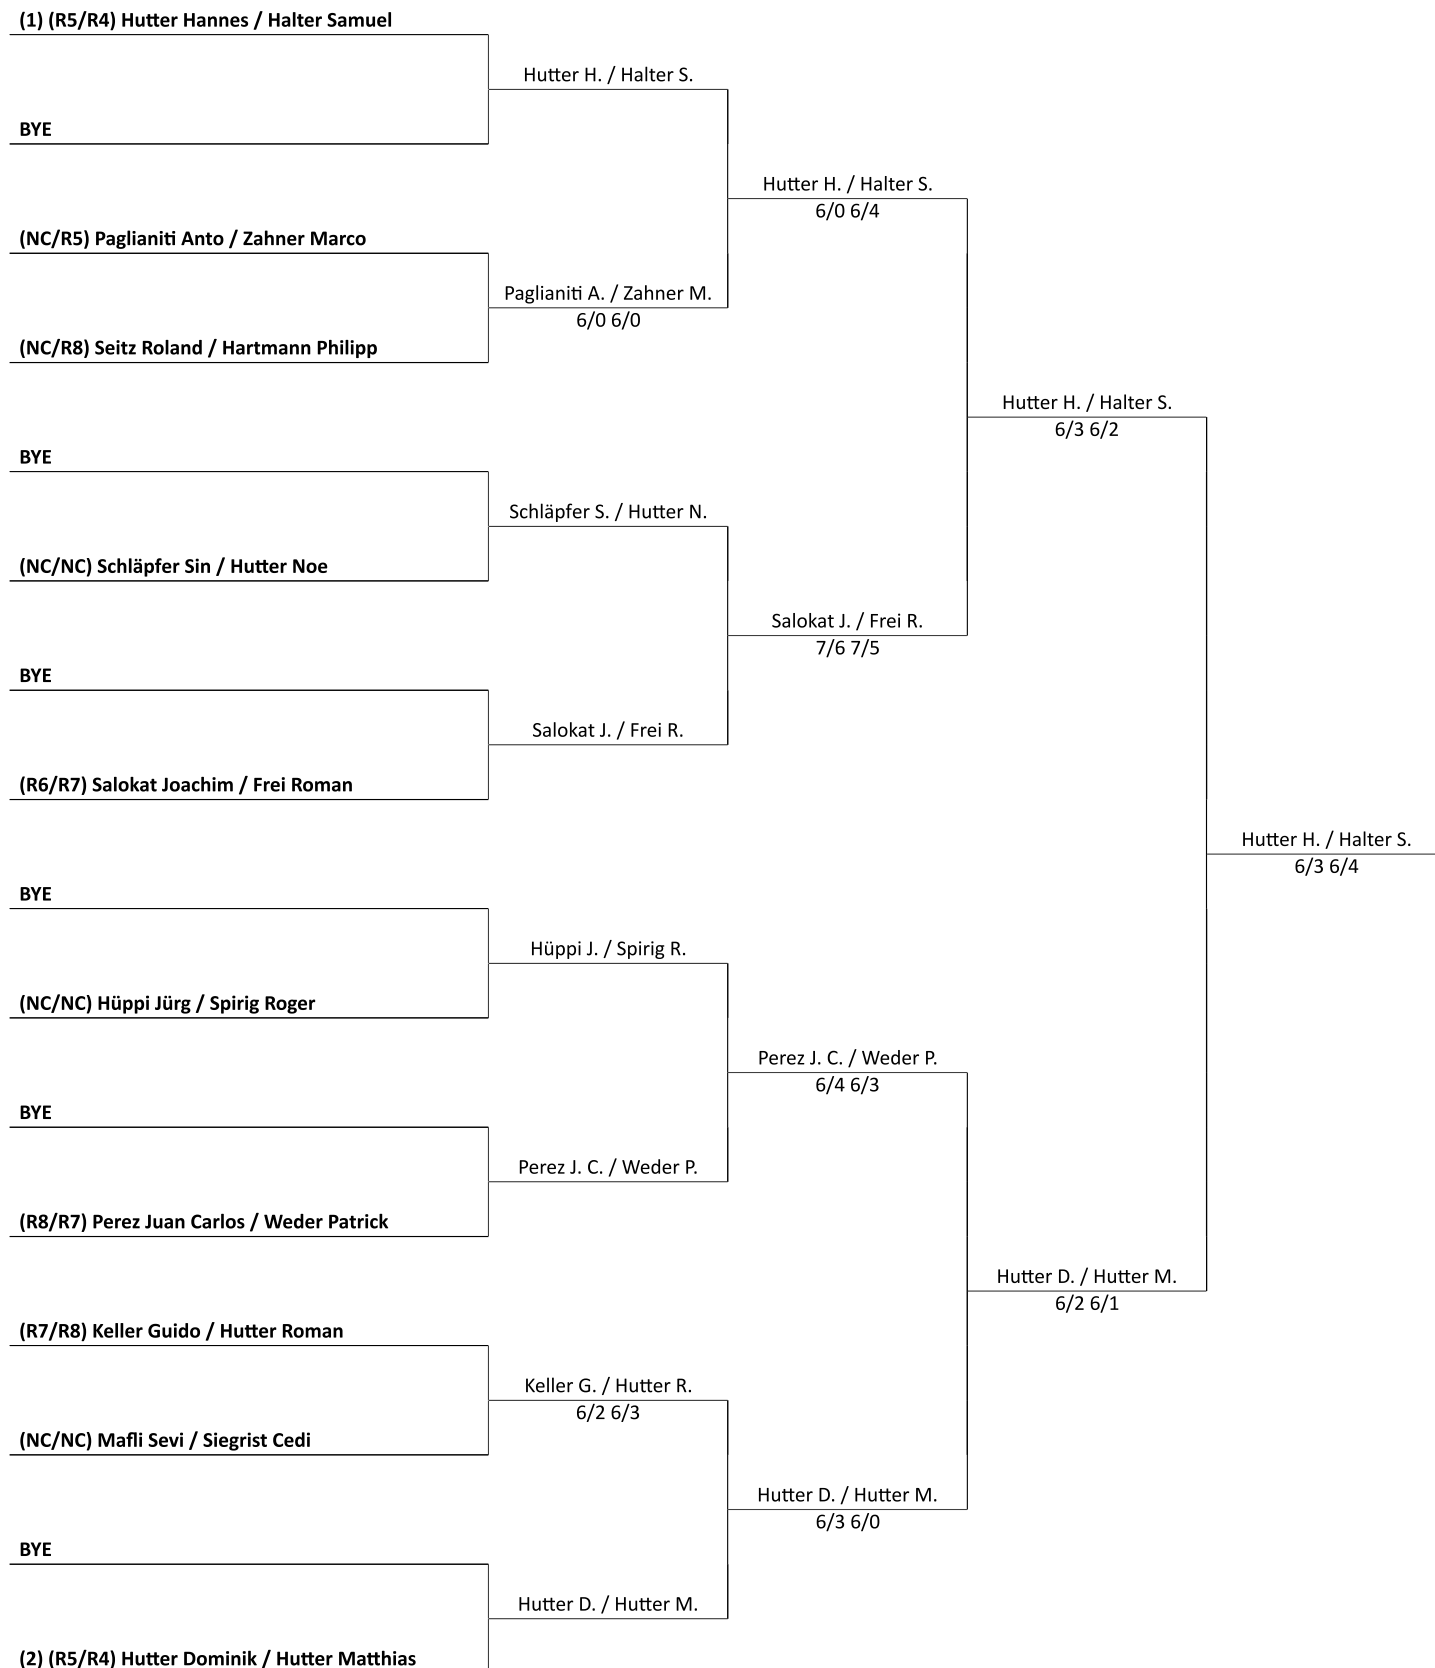 (1) (R5/R4) Hutter Hannes / Halter Samuel
Hutter H. / Halter S.
BYE
Hutter H. / Halter S.
6/0 6/4
(NC/R5) Paglianiti Anto / Zahner Marco
Paglianiti A. / Zahner M.
6/0 6/0
(NC/R8) Seitz Roland / Hartmann Philipp
Hutter H. / Halter S.
6/3 6/2
BYE
Schläpfer S. / Hutter N.
(NC/NC) Schläpfer Sin / Hutter Noe
Salokat J. / Frei R.
7/6 7/5
BYE
Salokat J. / Frei R.
(R6/R7) Salokat Joachim / Frei Roman
Hutter H. / Halter S.
6/3 6/4
BYE
Hüppi J. / Spirig R.
(NC/NC) Hüppi Jürg / Spirig Roger
Perez J. C. / Weder P.
6/4 6/3
BYE
Perez J. C. / Weder P.
(R8/R7) Perez Juan Carlos / Weder Patrick
Hutter D. / Hutter M.
6/2 6/1
(R7/R8) Keller Guido / Hutter Roman
Keller G. / Hutter R.
6/2 6/3
(NC/NC) Mafli Sevi / Siegrist Cedi
Hutter D. / Hutter M.
6/3 6/0
BYE
Hutter D. / Hutter M.
(2) (R5/R4) Hutter Dominik / Hutter Matthias